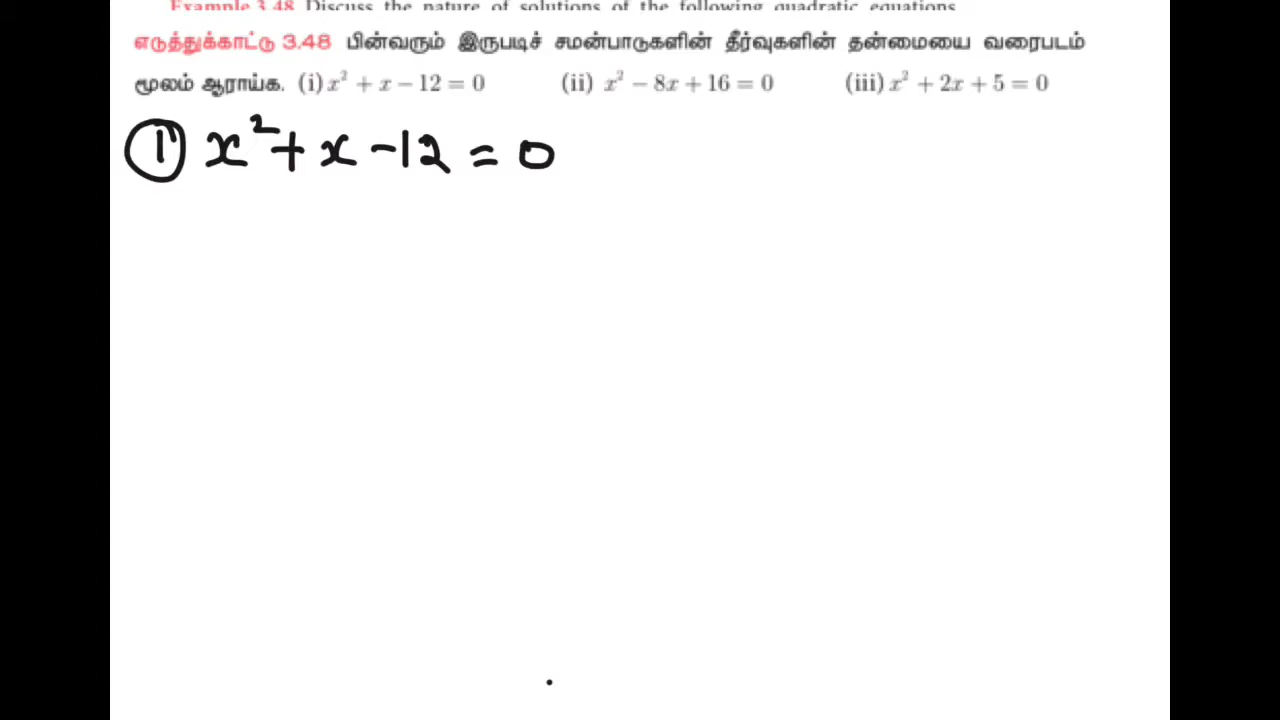 Example 3.48 Discuss the nature of solutions of the following quadratic equations
எடுத்துக்காட்டு 3.48 பின்வரும் இருபடிச் சமன்பாடுகளின் தீர்வுகளின் தன்மையை வரைபடம்
மூலம் ஆராய்க. (i) x² + x − 12 = 0 (ii) x² − 8x + 16 = 0 (iii) x² + 2x + 5 = 0
① x² + x − 12 = 0